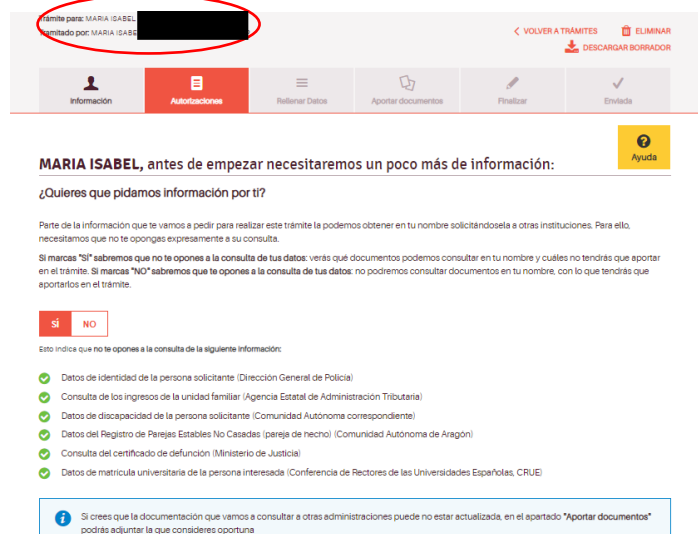 Trámite para: MARIA ISABEL
Tramitado por: MARIA ISABE
VOLVER A TRÁMITES
ELIMINAR
DESCARGAR BORRADOR
Información
Autorizaciones
Rellenar Datos
Aportar documentos
Finalizar
Enviada
Ayuda
MARIA ISABEL, antes de empezar necesitaremos un poco más de información:
¿Quieres que pidamos información por ti?
Parte de la información que te vamos a pedir para realizar este trámite la podemos obtener en tu nombre solicitándosela a otras instituciones. Para ello,
necesitamos que no te opongas expresamente a su consulta.
Si marcas "SÍ" sabremos que no te opones a la consulta de tus datos: verás qué documentos podemos consultar en tu nombre y cuáles no tendrás que aportar
en el trámite. Si marcas "NO" sabremos que te opones a la consulta de tus datos: no podremos consultar documentos en tu nombre, con lo que tendrás que
aportarlos en el trámite.
SÍ NO
Esto indica que no te opones a la consulta de la siguiente información:
Datos de identidad de la persona solicitante (Dirección General de Policía)
Consulta de los ingresos de la unidad familiar (Agencia Estatal de Administración Tributaria)
Datos de discapacidad de la persona solicitante (Comunidad Autónoma correspondiente)
Datos del Registro de Parejas Estables No Casadas (pareja de hecho) (Comunidad Autónoma de Aragón)
Consulta del certificado de defunción (Ministerio de Justicia)
Datos de matrícula universitaria de la persona interesada (Conferencia de Rectores de las Universidades Españolas, CRUE)
Si crees que la documentación que vamos a consultar a otras administraciones puede no estar actualizada, en el apartado "Aportar documentos"
podrás adjuntar la que consideres oportuna